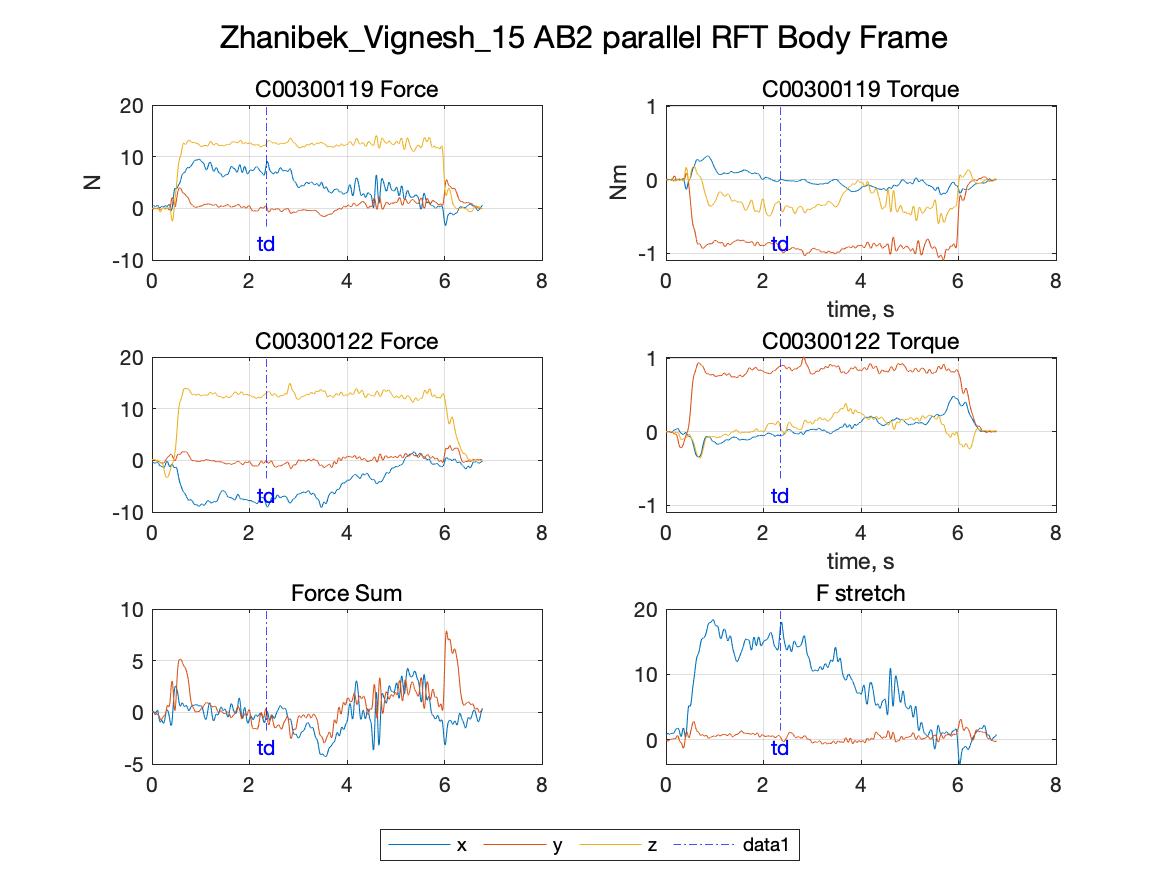 Zhanibek_Vignesh_15 AB2 parallel RFT Body Frame
C00300119 Force
20
10
0
-10
N
td
0 2 4 6 8
C00300119 Torque
1
0
-1
Nm
td
0 2 4 6 8
time, s
C00300122 Force
20
10
0
-10
td
0 2 4 6 8
C00300122 Torque
1
0
-1
td
0 2 4 6 8
time, s
Force Sum
10
5
0
-5
td
0 2 4 6 8
F stretch
20
10
0
td
0 2 4 6 8
x y z data1